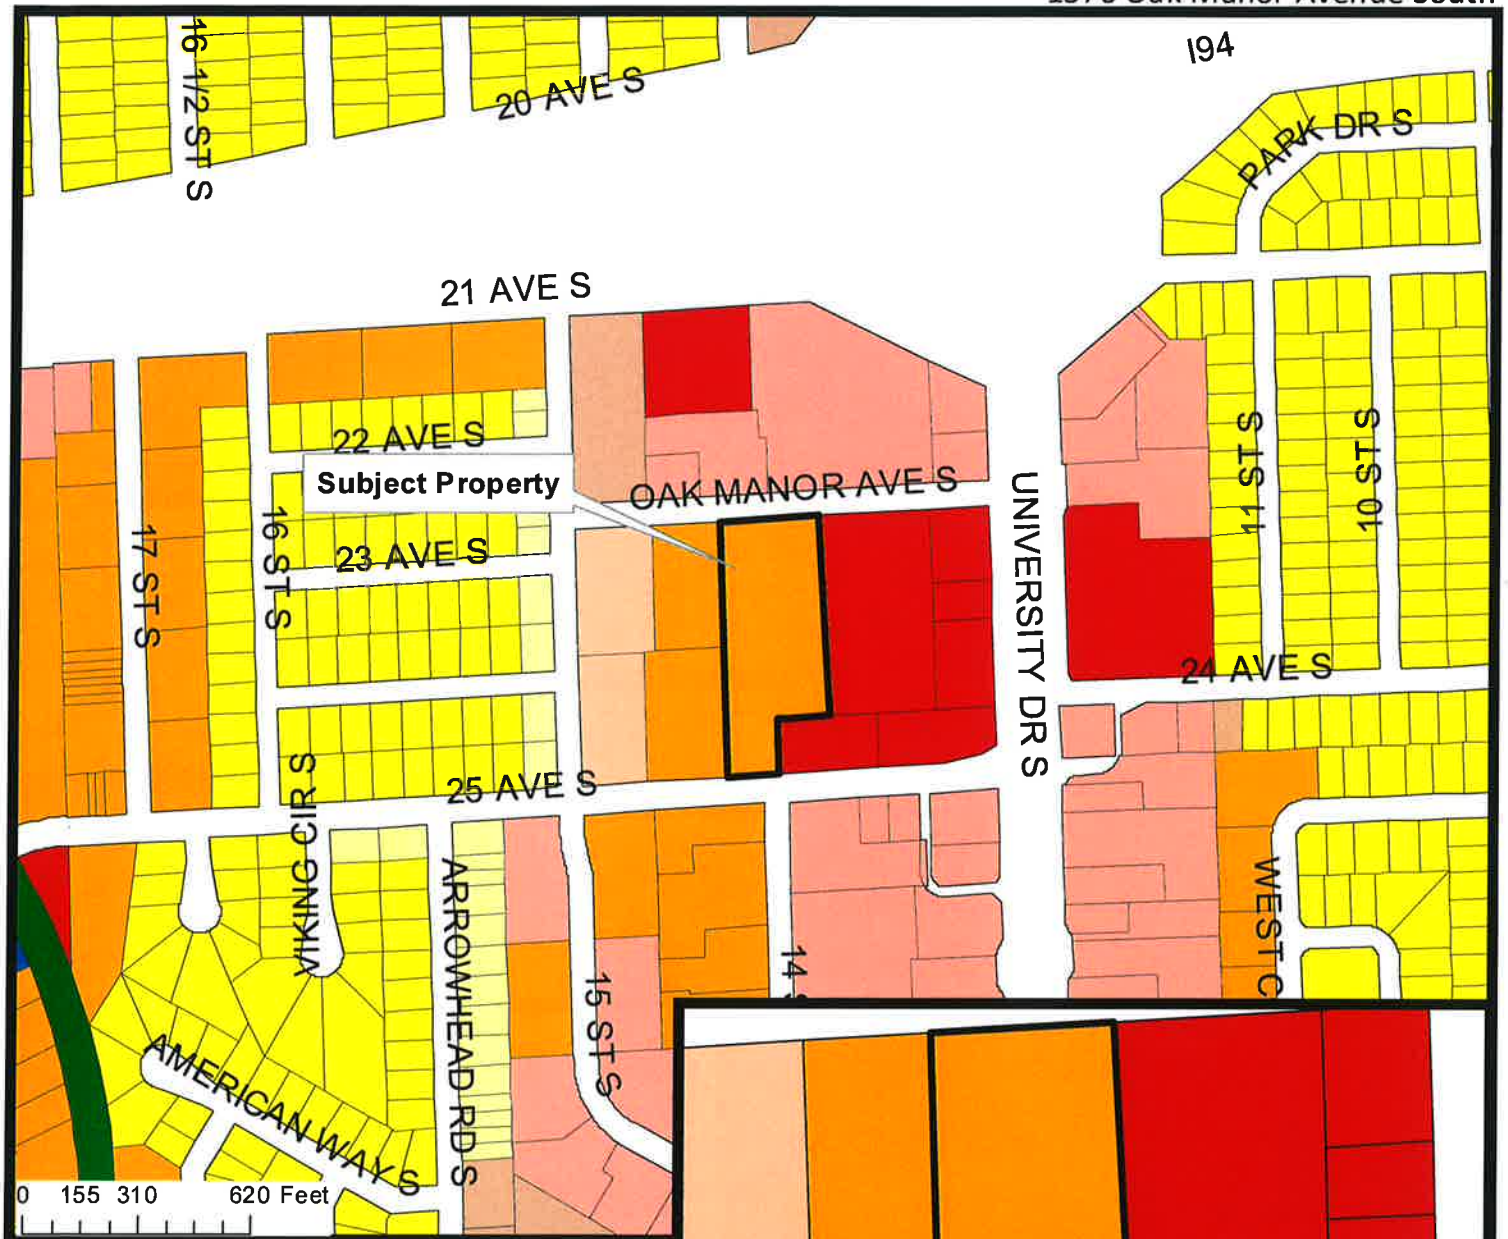 South
I94
16 1/2 ST S
20 AVE S
PARK DR S
21 AVE S
22 AVE S
Subject Property
OAK MANOR AVE S
11 ST S
10 ST S
UNIVERSITY DR S
17 ST S
16 ST S
23 AVE S
24 AVE S
25 AVE S
VIKING CIR S
ARROWHEAD RD S
WEST C
14 S
15 ST S
AMERICAN WAY S
0 155 310 620 Feet